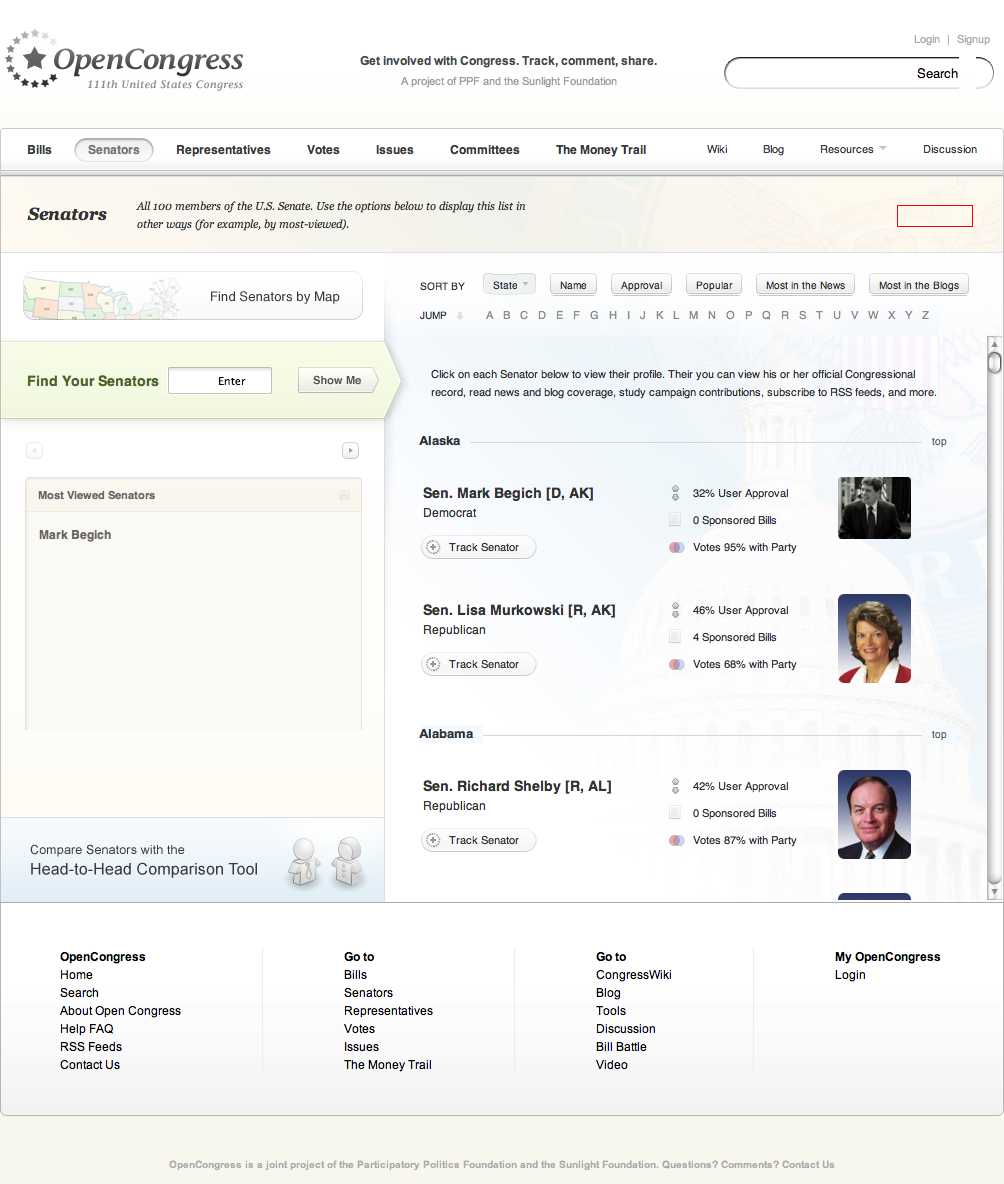 OpenCongress
111th United States Congress
Get involved with Congress. Track, comment, share.
A project of PPF and the Sunlight Foundation
Login | Signup
Search
Bills Senators Representatives Votes Issues Committees The Money Trail Wiki Blog Resources Discussion
Senators
All 100 members of the U.S. Senate. Use the options below to display this list in
other ways (for example, by most-viewed).
Find Senators by Map
Find Your Senators Enter Show Me
Most Viewed Senators
Mark Begich
Compare Senators with the
Head-to-Head Comparison Tool
SORT BY State Name Approval Popular Most in the News Most in the Blogs
JUMP A B C D E F G H I J K L M N O P Q R S T U V W X Y Z
Click on each Senator below to view their profile. Their you can view his or her official Congressional
record, read news and blog coverage, study campaign contributions, subscribe to RSS feeds, and more.
Alaska top
Sen. Mark Begich [D, AK]
Democrat
Track Senator
32% User Approval
0 Sponsored Bills
Votes 95% with Party
Sen. Lisa Murkowski [R, AK]
Republican
Track Senator
46% User Approval
4 Sponsored Bills
Votes 68% with Party
Alabama top
Sen. Richard Shelby [R, AL]
Republican
Track Senator
42% User Approval
0 Sponsored Bills
Votes 87% with Party
OpenCongress
Home
Search
About Open Congress
Help FAQ
RSS Feeds
Contact Us
Go to
Bills
Senators
Representatives
Votes
Issues
The Money Trail
Go to
CongressWiki
Blog
Tools
Discussion
Bill Battle
Video
My OpenCongress
Login
OpenCongress is a joint project of the Participatory Politics Foundation and the Sunlight Foundation. Questions? Comments? Contact Us